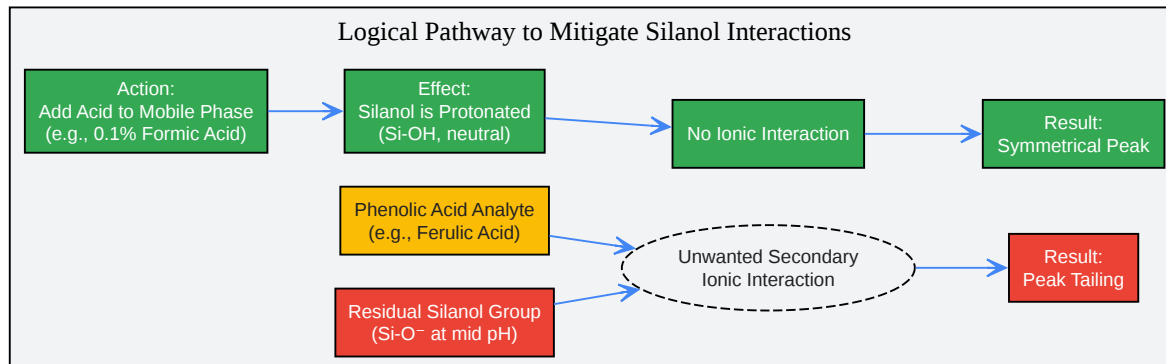 Logical Pathway to Mitigate Silanol Interactions
Action:
Add Acid to Mobile Phase
(e.g., 0.1% Formic Acid)
Effect:
Silanol is Protonated
(Si-OH, neutral)
No Ionic Interaction
Result:
Symmetrical Peak
Phenolic Acid Analyte
(e.g., Ferulic Acid)
Residual Silanol Group
(Si-O⁻ at mid pH)
Unwanted Secondary
Ionic Interaction
Result:
Peak Tailing